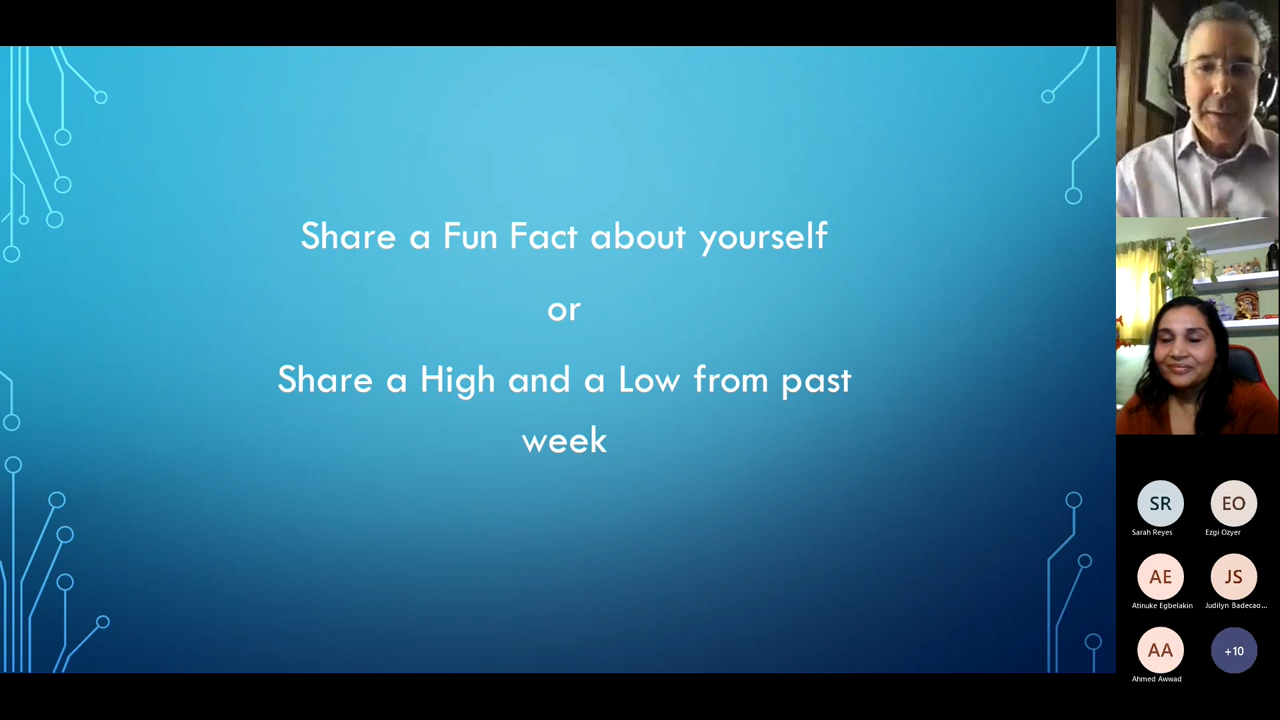 Share a Fun Fact about yourself
or
Share a High and a Low from past
week
SR
EO
Sarah Reyes
Ezgi Ozyer
AE
JS
Atinuke Egbelakin
Judilyn Badecao...
AA
+10
Ahmed Awwad